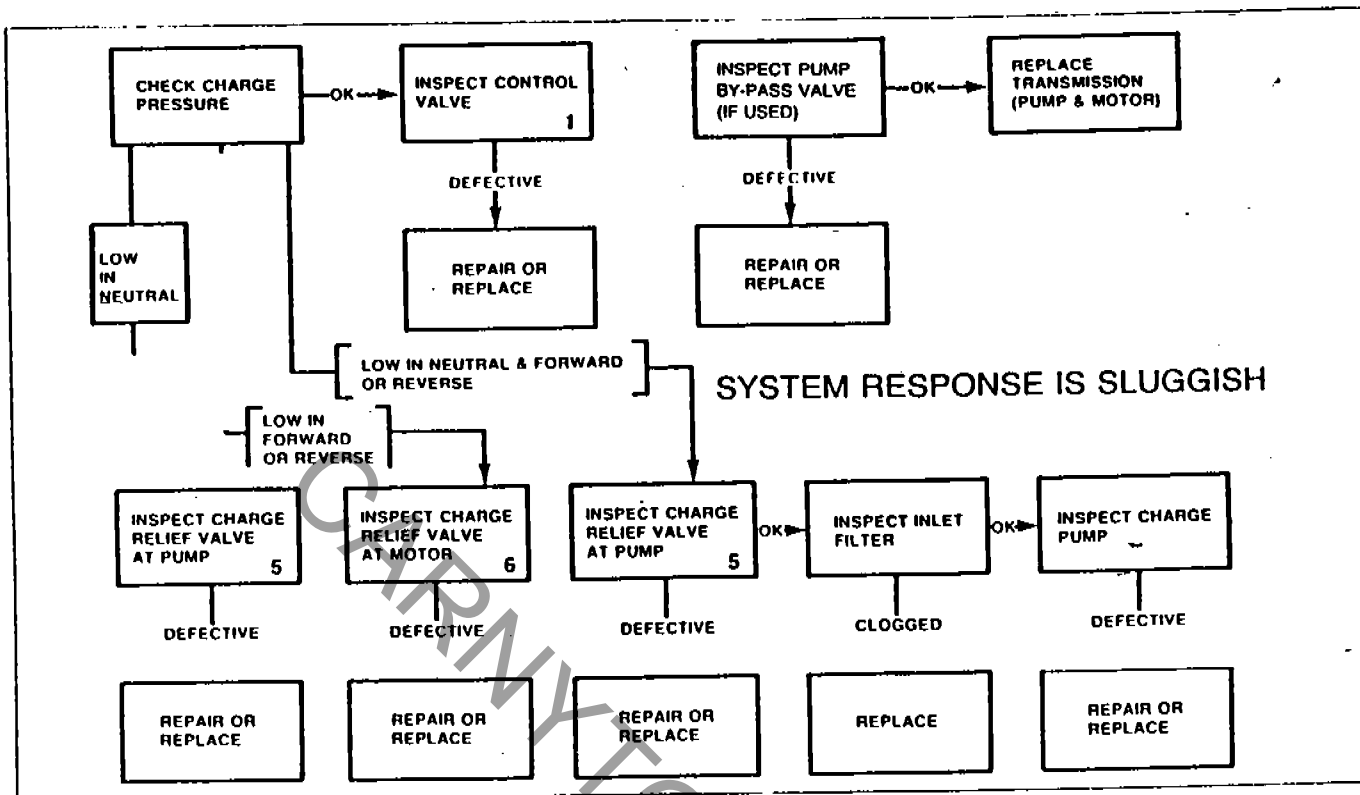 CHECK CHARGE
PRESSURE
OK
INSPECT CONTROL
VALVE
1
INSPECT PUMP
BY-PASS VALVE
(IF USED)
OK
REPLACE
TRANSMISSION
(PUMP & MOTOR)
DEFECTIVE
DEFECTIVE
LOW
IN
NEUTRAL
REPAIR OR
REPLACE
REPAIR OR
REPLACE
LOW IN NEUTRAL & FORWARD
OR REVERSE
SYSTEM RESPONSE IS SLUGGISH
LOW IN
FORWARD
OR REVERSE
INSPECT CHARGE
RELIEF VALVE
AT PUMP
5
INSPECT CHARGE
RELIEF VALVE
AT MOTOR
6
INSPECT CHARGE
RELIEF VALVE
AT PUMP
5
OK
INSPECT INLET
FILTER
OK
INSPECT CHARGE
PUMP
DEFECTIVE
DEFECTIVE
DEFECTIVE
CLOGGED
DEFECTIVE
REPAIR OR
REPLACE
REPAIR OR
REPLACE
REPAIR OR
REPLACE
REPLACE
REPAIR OR
REPLACE